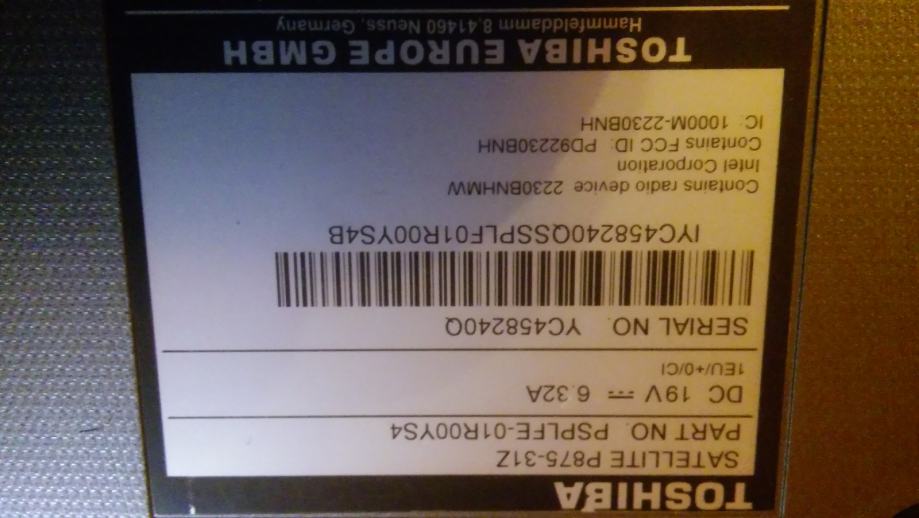 TOSHIBA
SATELLITE P875-31Z
PART NO. PSPLFE-01R00YS4
DC 19V ⎓ 6.32A
1EU/+0/CI
SERIAL NO. YC458240Q
IYC458240QSSPLF01R00YS4B
Contains radio device 2230BNHMW
Intel Corporation
Contains FCC ID: PD92230BNH
IC: 1000M-2230BNH
TOSHIBA EUROPE GMBH
Hammfelddamm 8,41460 Neuss, Germany